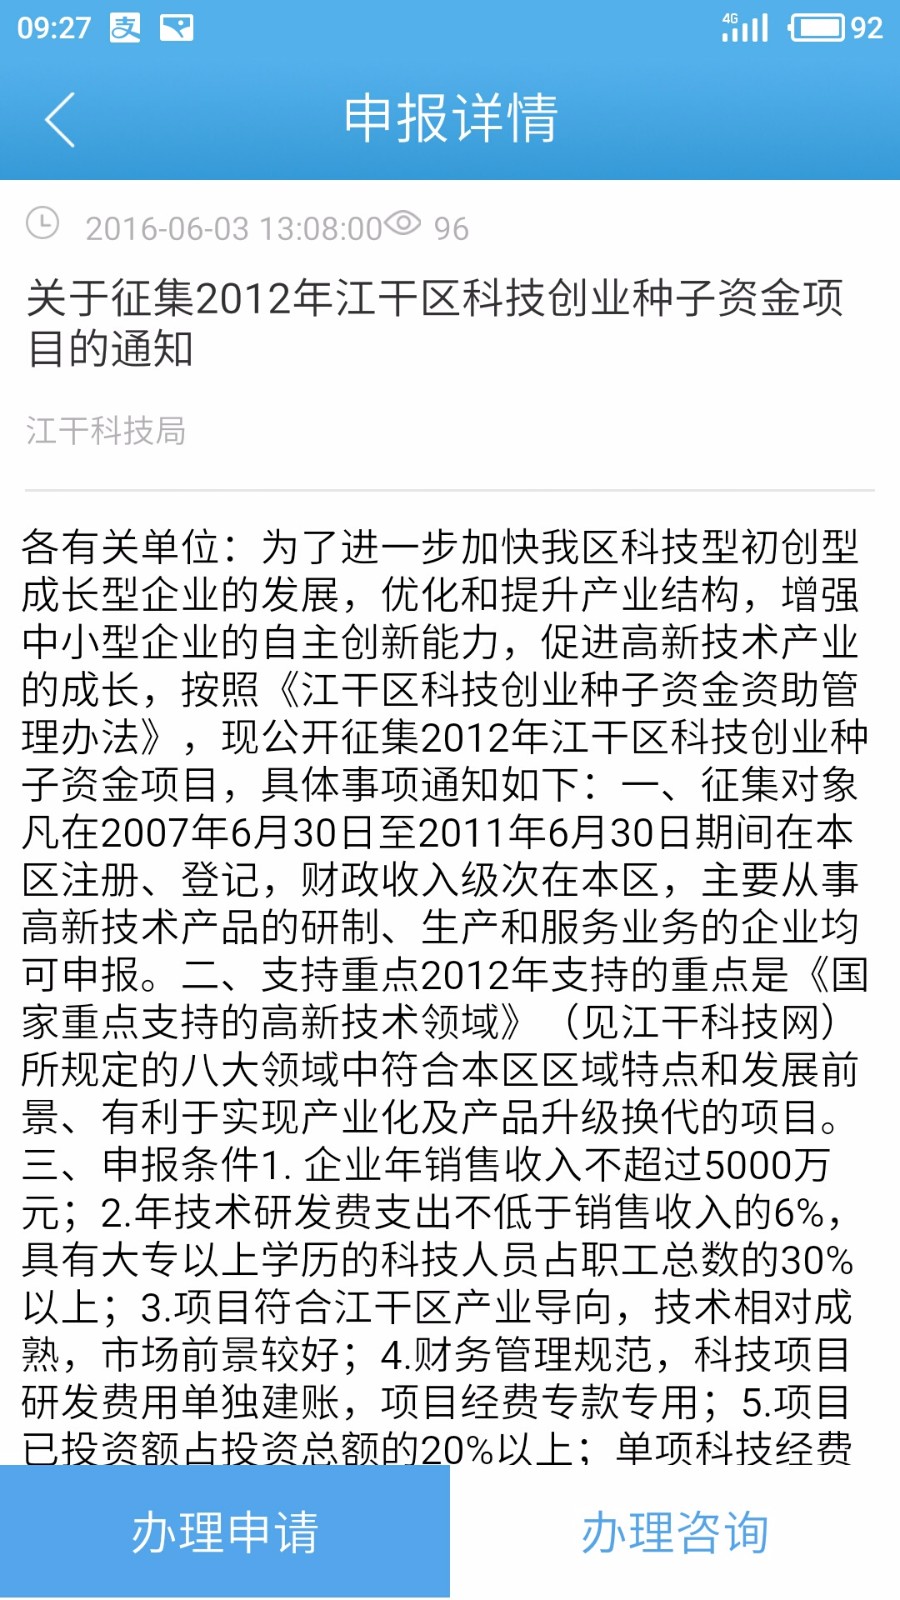 09:27 支 4G 92
申报详情
2016-06-03 13:08:00 96
关于征集2012年江干区科技创业种子资金项
目的通知
江干科技局
各有关单位：为了进一步加快我区科技型初创型
成长型企业的发展，优化和提升产业结构，增强
中小型企业的自主创新能力，促进高新技术产业
的成长，按照《江干区科技创业种子资金资助管
理办法》，现公开征集2012年江干区科技创业种
子资金项目，具体事项通知如下：一、征集对象
凡在2007年6月30日至2011年6月30日期间在本
区注册、登记，财政收入级次在本区，主要从事
高新技术产品的研制、生产和服务业务的企业均
可申报。二、支持重点2012年支持的重点是《国
家重点支持的高新技术领域》（见江干科技网）
所规定的八大领域中符合本区区域特点和发展前
景、有利于实现产业化及产品升级换代的项目。
三、申报条件1. 企业年销售收入不超过5000万
元；2.年技术研发费支出不低于销售收入的6%，
具有大专以上学历的科技人员占职工总数的30%
以上；3.项目符合江干区产业导向，技术相对成
熟，市场前景较好；4.财务管理规范，科技项目
研发费用单独建账，项目经费专款专用；5.项目
已投资额占投资总额的20%以上；单项科技经费
办理申请 办理咨询